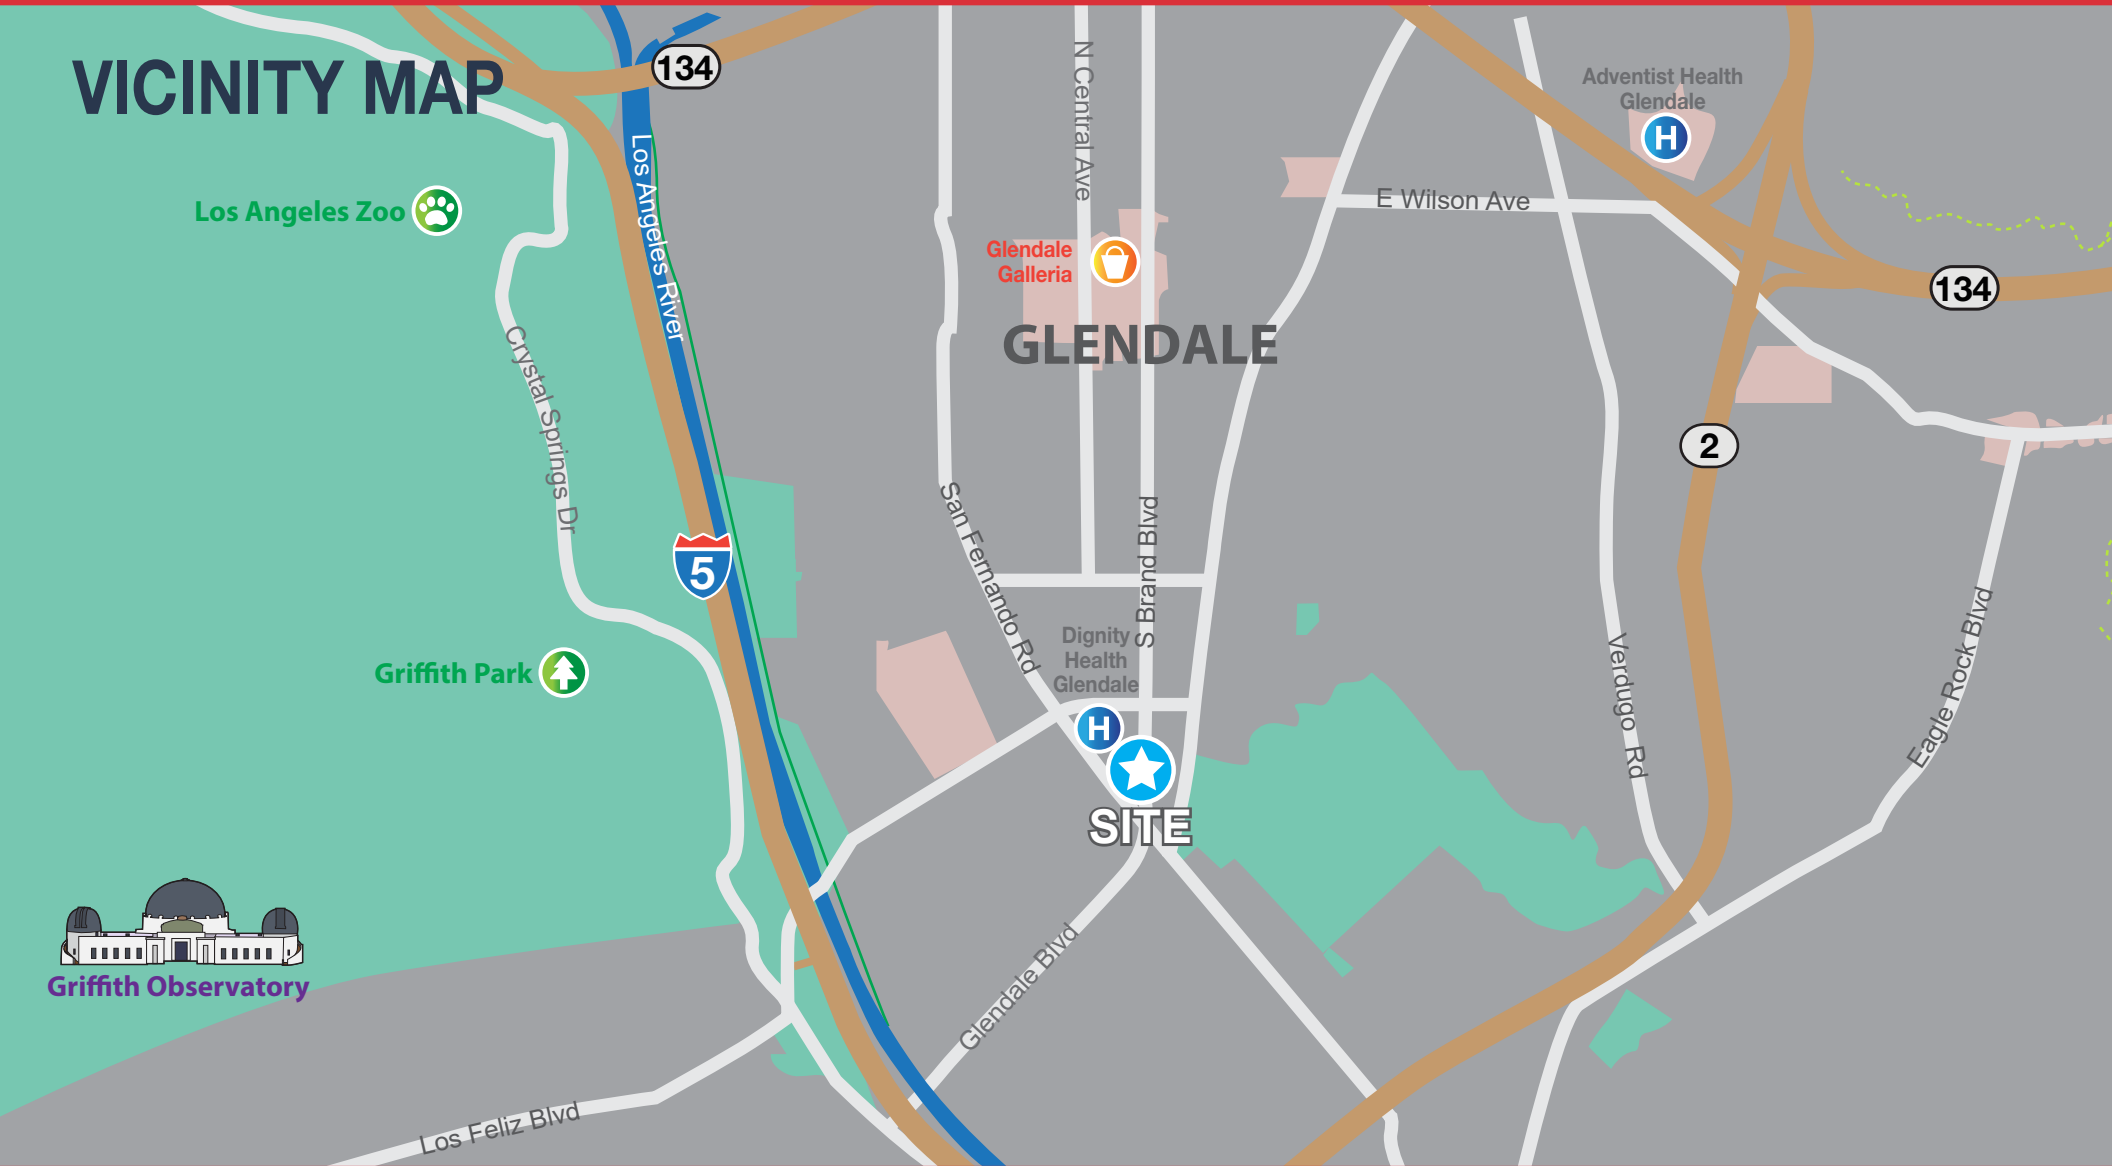 VICINITY MAP
134
N Central Ave
Adventist Health
Glendale
H
Los Angeles Zoo
Los Angeles River
E Wilson Ave
Glendale
Galleria
134
GLENDALE
Crystal Springs Dr
2
San Fernando Rd
S Brand Blvd
5
Dignity
Health
Glendale
H
Griffith Park
Verdugo Rd
Eagle Rock Blvd
SITE
Griffith Observatory
Glendale Blvd
Los Feliz Blvd